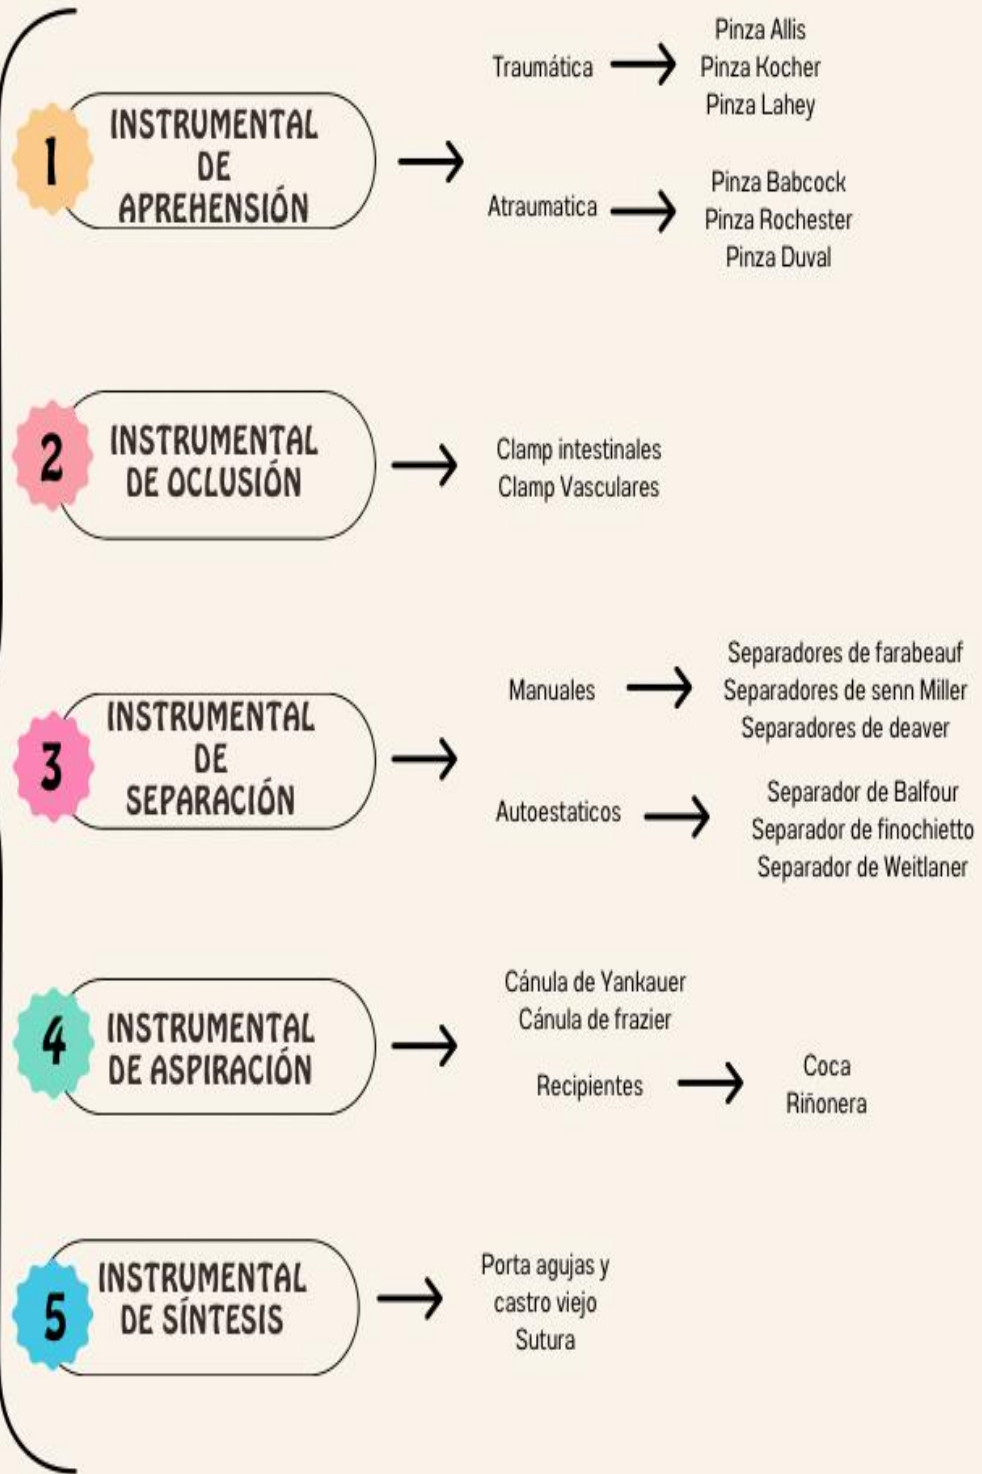 1
INSTRUMENTAL
DE
APREHENSIÓN
Traumática
Pinza Allis
Pinza Kocher
Pinza Lahey
Atraumatica
Pinza Babcock
Pinza Rochester
Pinza Duval
2
INSTRUMENTAL
DE OCLUSIÓN
Clamp intestinales
Clamp Vasculares
3
INSTRUMENTAL
DE
SEPARACIÓN
Manuales
Separadores de farabeauf
Separadores de senn Miller
Separadores de deaver
Autoestaticos
Separador de Balfour
Separador de finochietto
Separador de Weitlaner
4
INSTRUMENTAL
DE ASPIRACIÓN
Cánula de Yankauer
Cánula de frazier
Recipientes
Coca
Riñonera
5
INSTRUMENTAL
DE SÍNTESIS
Porta agujas y
castro viejo
Sutura